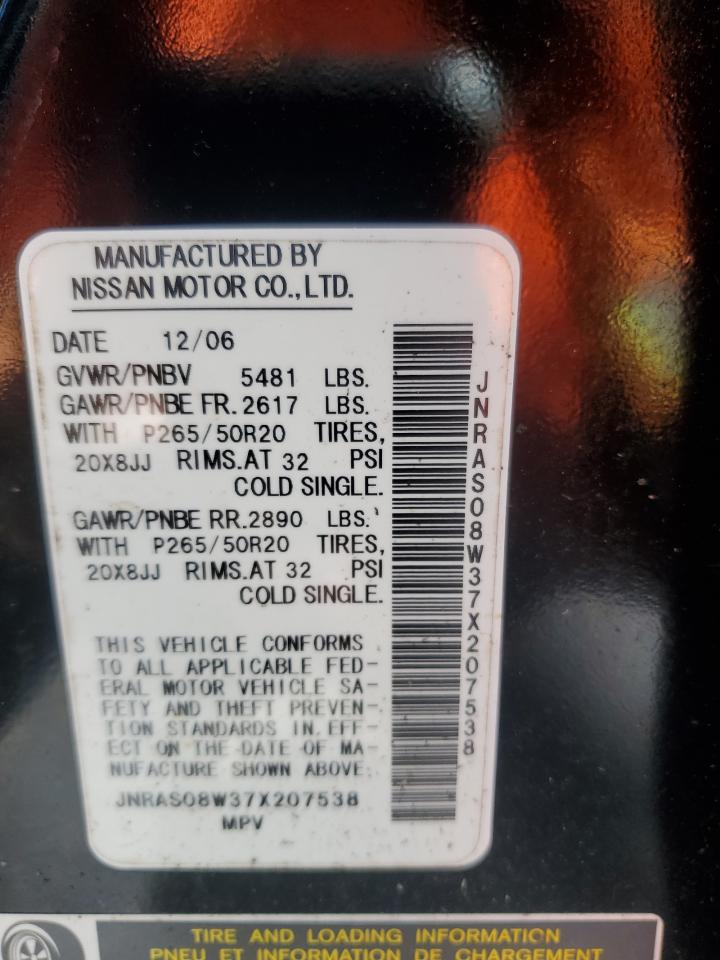 MANUFACTURED BY
NISSAN MOTOR CO.,LTD.
DATE 12/06
GVWR/PNBV 5481 LBS.
GAWR/PNBE FR.2617 LBS.
WITH P265/50R20 TIRES,
20X8JJ RIMS.AT 32 PSI
COLD SINGLE.
GAWR/PNBE RR.2890 LBS.
WITH P265/50R20 TIRES,
20X8JJ RIMS.AT 32 PSI
COLD SINGLE.
THIS VEHICLE CONFORMS
TO ALL APPLICABLE FED-
ERAL MOTOR VEHICLE SA-
FETY AND THEFT PREVEN-
TION STANDARDS IN EFF-
ECT ON THE DATE OF MA-
NUFACTURE SHOWN ABOVE.
JNRAS08W37X207538
MPV
JNRAS08W37X207538
TIRE AND LOADING INFORMATION
PNEU ET INFORMATION DE CHARGEMENT